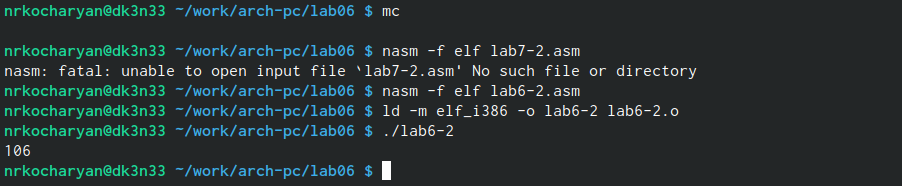 nrkocharyan@dk3n33 ~/work/arch-pc/lab06 $ mc
nrkocharyan@dk3n33 ~/work/arch-pc/lab06 $ nasm -f elf lab7-2.asm
nasm: fatal: unable to open input file `lab7-2.asm' No such file or directory
nrkocharyan@dk3n33 ~/work/arch-pc/lab06 $ nasm -f elf lab6-2.asm
nrkocharyan@dk3n33 ~/work/arch-pc/lab06 $ ld -m elf_i386 -o lab6-2 lab6-2.o
nrkocharyan@dk3n33 ~/work/arch-pc/lab06 $ ./lab6-2
106
nrkocharyan@dk3n33 ~/work/arch-pc/lab06 $